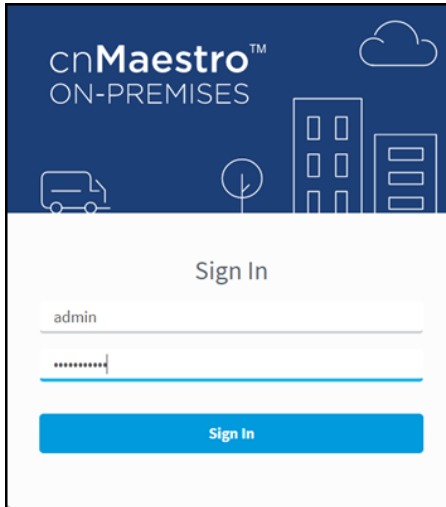 cnMaestro™
ON-PREMISES
Sign In
admin
•••••••••••
Sign In